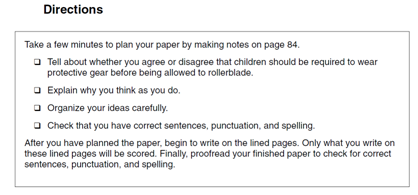 Directions
Take a few minutes to plan your paper by making notes on page 84.
❑ Tell about whether you agree or disagree that children should be required to wear
protective gear before being allowed to rollerblade.
❑ Explain why you think as you do.
❑ Organize your ideas carefully.
❑ Check that you have correct sentences, punctuation, and spelling.
After you have planned the paper, begin to write on the lined pages. Only what you write on
these lined pages will be scored. Finally, proofread your finished paper to check for correct
sentences, punctuation, and spelling.